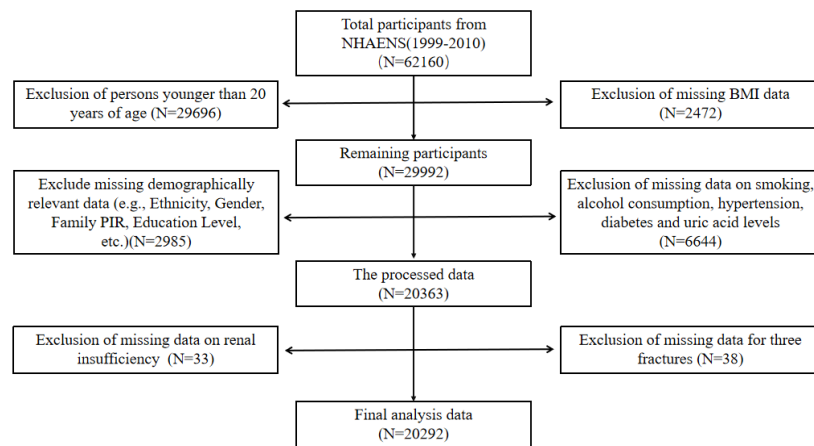 Total participants from
NHAENS(1999-2010)
(N=62160)
Exclusion of persons younger than 20
years of age (N=29696)
Exclusion of missing BMI data
(N=2472)
Remaining participants
(N=29992)
Exclude missing demographically
relevant data (e.g., Ethnicity, Gender,
Family PIR, Education Level,
etc.)(N=2985)
Exclusion of missing data on smoking,
alcohol consumption, hypertension,
diabetes and uric acid levels
(N=6644)
The processed data
(N=20363)
Exclusion of missing data on renal
insufficiency (N=33)
Exclusion of missing data for three
fractures (N=38)
Final analysis data
(N=20292)